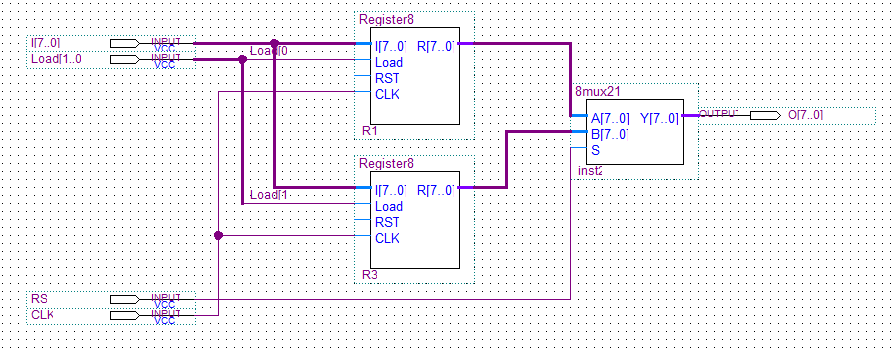 Register8
I[7..0]
INPUT
VCC
Load[0
I[7..0]
R[7..0]
Load[1..0
INPUT
VCC
Load
RST
CLK
R1
8mux21
A[7..0]
Y[7..0]
OUTPUT
O[7..0]
B[7..0]
S
inst2
Register8
Load[1
I[7..0]
R[7..0]
Load
RST
CLK
R3
RS
INPUT
VCC
CLK
INPUT
VCC